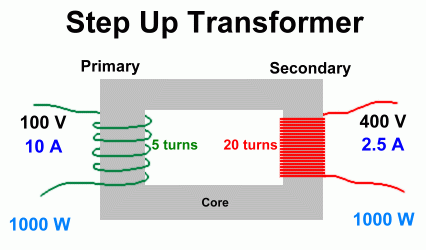 Step Up Transformer
Primary
Secondary
100 V
10 A
5 turns
20 turns
400 V
2.5 A
Core
1000 W
1000 W